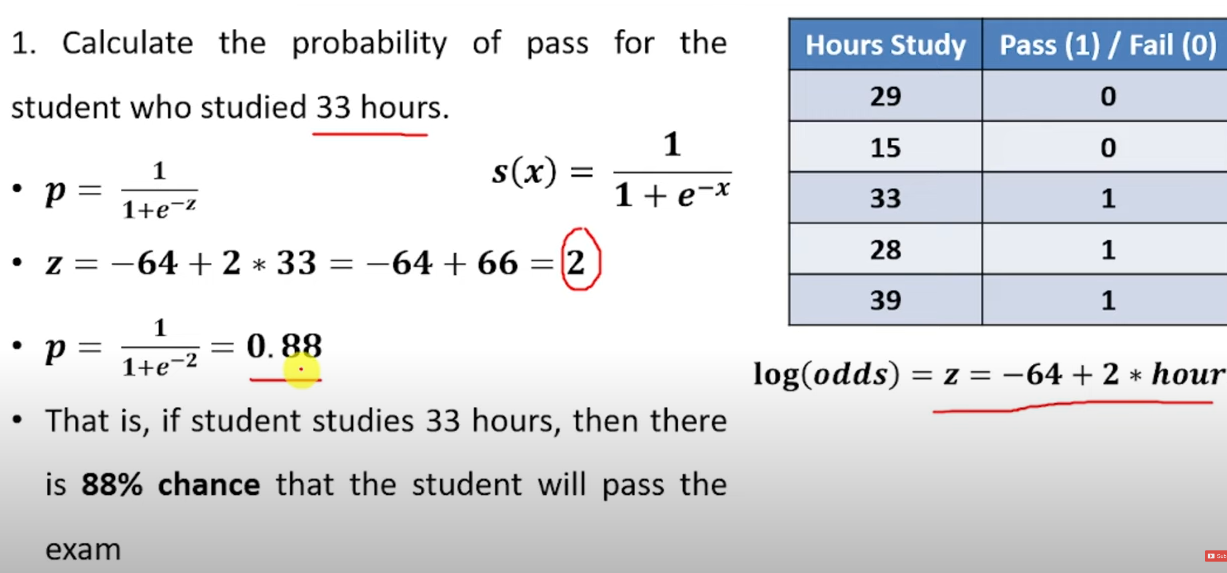 1. Calculate the probability of pass for the
student who studied 33 hours.
• p = 1/(1+e^−z)
s(x) = 1/(1 + e^−x)
• z = −64 + 2 * 33 = −64 + 66 = 2
• p = 1/(1+e^−2) = 0.88
• That is, if student studies 33 hours, then there
is 88% chance that the student will pass the
exam
Hours Study Pass (1) / Fail (0)
29 0
15 0
33 1
28 1
39 1
log(odds) = z = −64 + 2 * hour